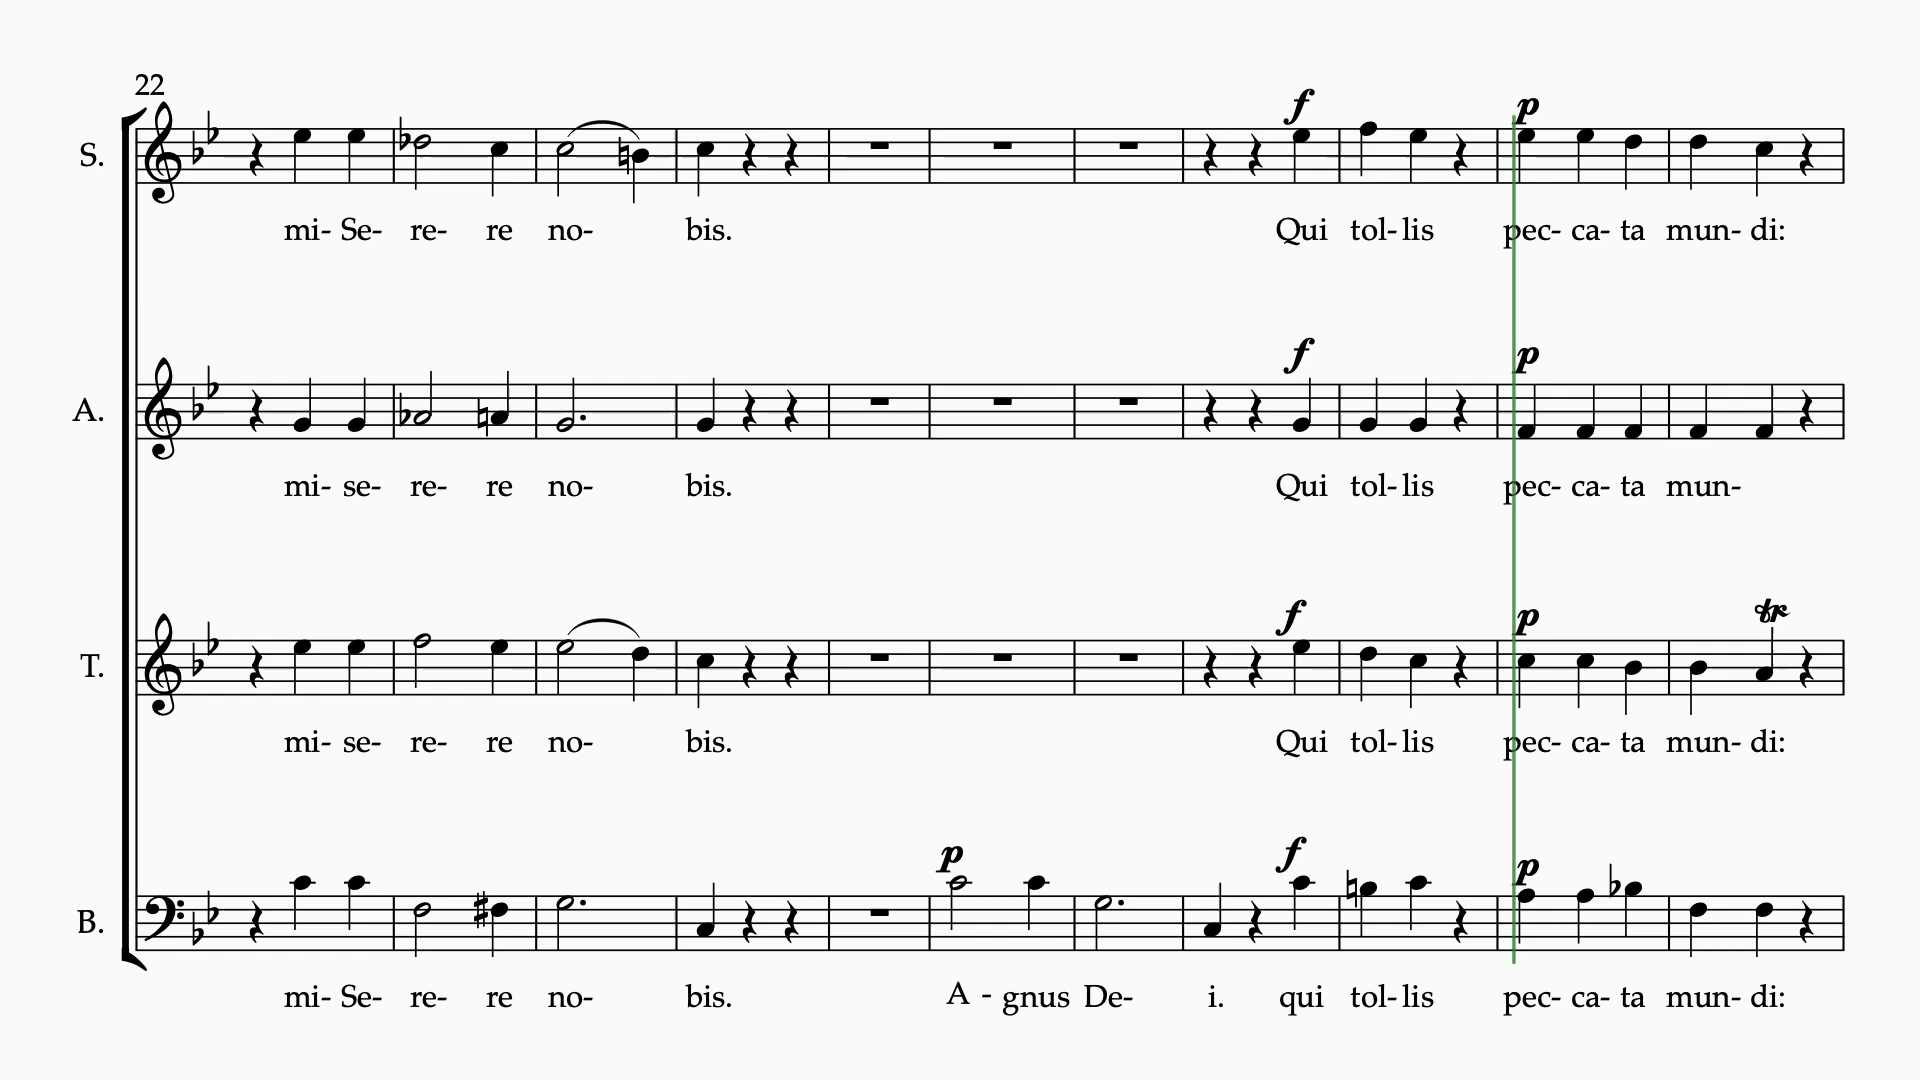 22
f p
S.
mi- Se- re- re no- bis. Qui tol- lis pec- ca- ta mun- di:
f p
A.
mi- se- re- re no- bis. Qui tol- lis pec- ca- ta mun-
f p tr
T.
mi- se- re- re no- bis. Qui tol- lis pec- ca- ta mun- di:
p f p
B.
mi- Se- re- re no- bis. A - gnus De- i. qui tol- lis pec- ca- ta mun- di: